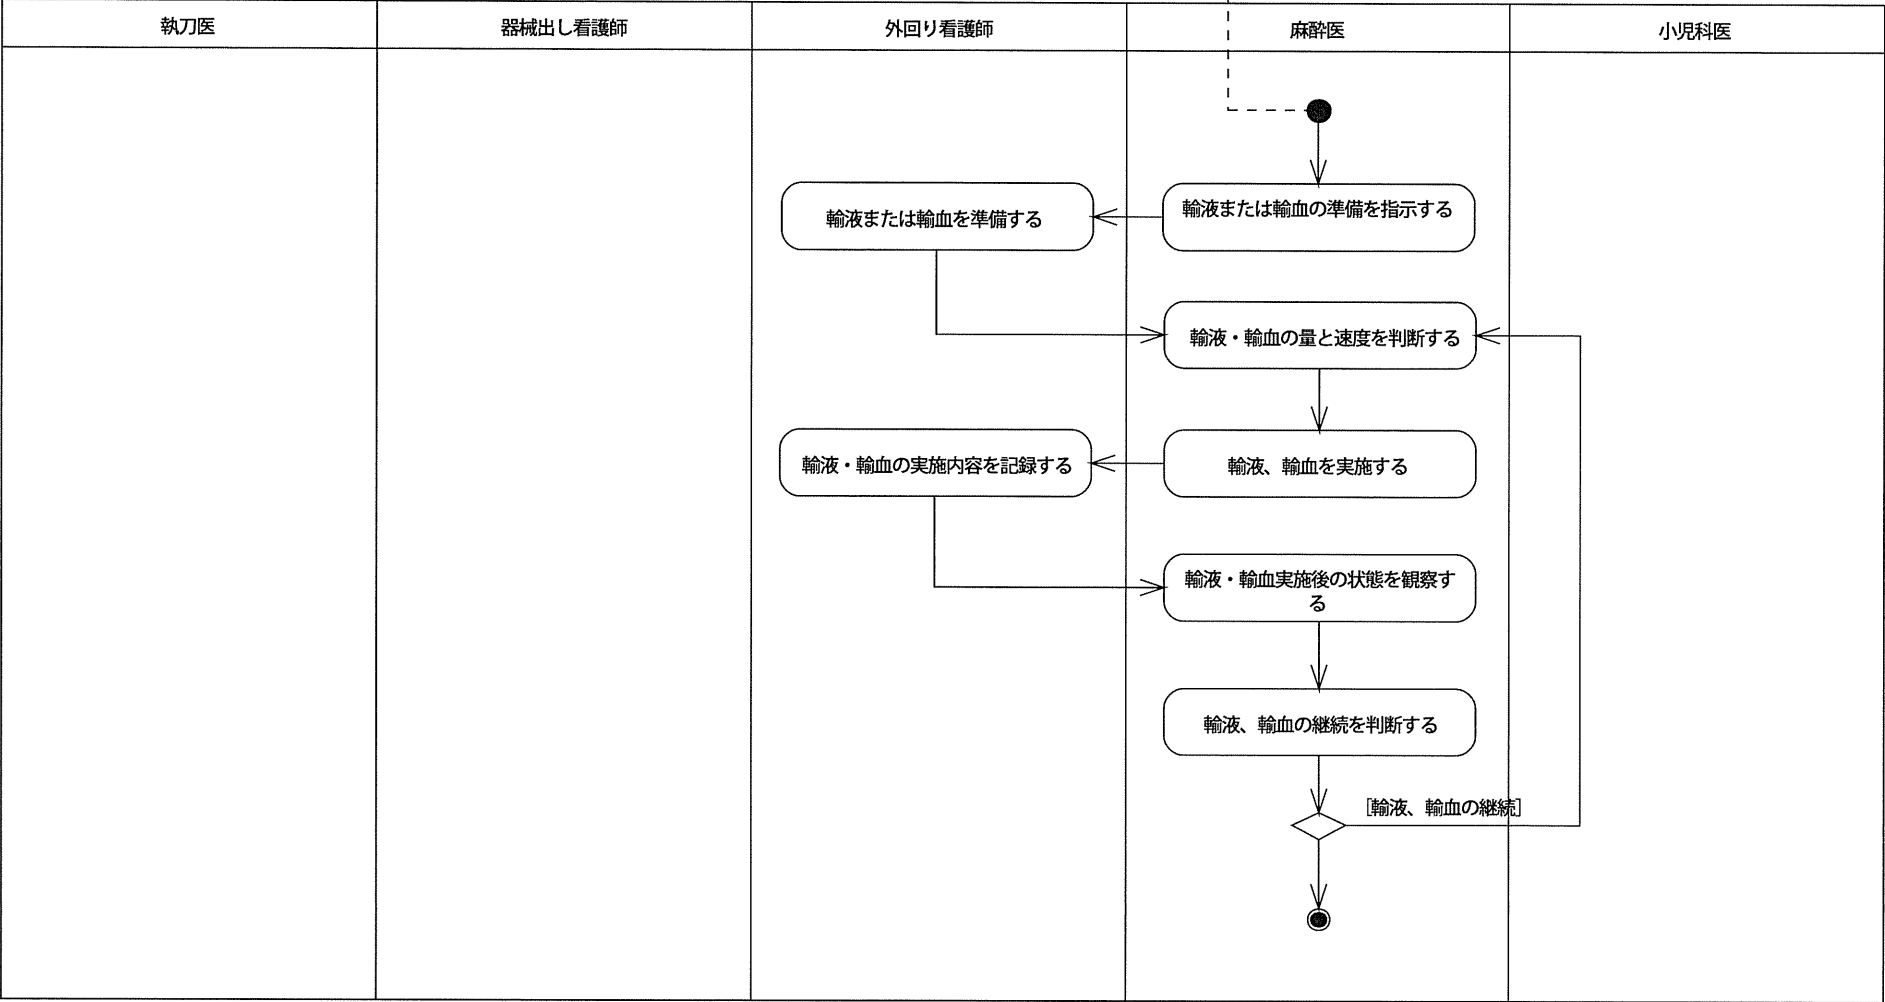 執刀医
器械出し看護師
外回り看護師
麻酔医
小児科医
輸液または輸血の準備を指示する
輸液または輸血を準備する
輸液・輸血の量と速度を判断する
輸液、輸血を実施する
輸液・輸血の実施内容を記録する
輸液・輸血実施後の状態を観察す
る
輸液、輸血の継続を判断する
[輸液、輸血の継続]